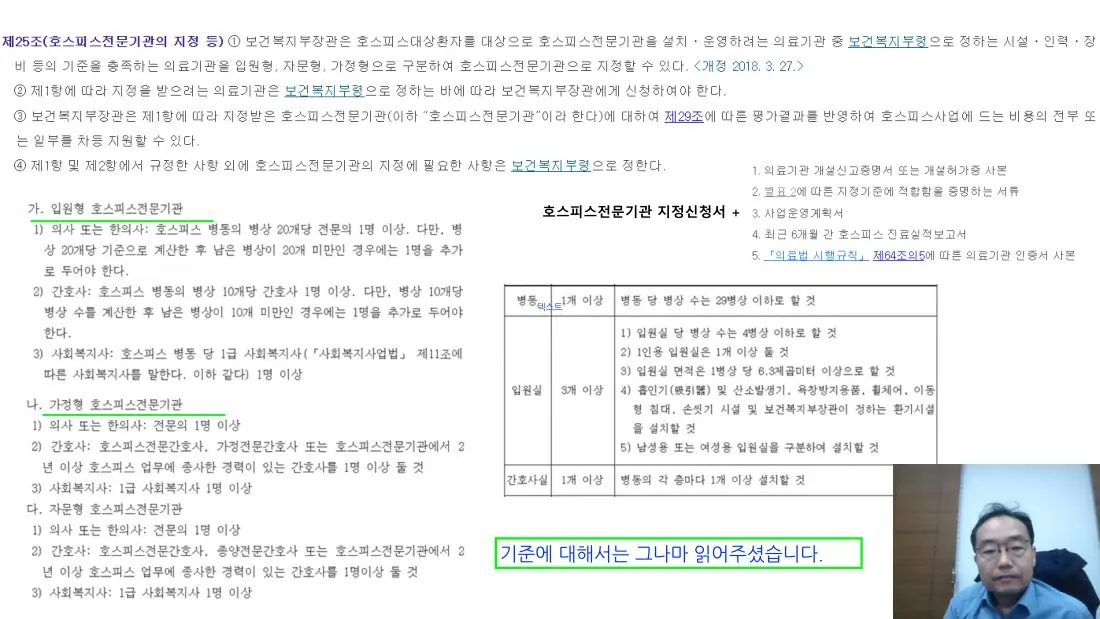 제25조(호스피스전문기관의 지정 등) ① 보건복지부장관은 호스피스대상환자를 대상으로 호스피스전문기관을 설치·운영하려는 의료기관 중 보건복지부령으로 정하는 시설·인력·장
비 등의 기준을 충족하는 의료기관을 입원형, 자문형, 가정형으로 구분하여 호스피스전문기관으로 지정할 수 있다. <개정 2018. 3. 27.>
② 제1항에 따라 지정을 받으려는 의료기관은 보건복지부령으로 정하는 바에 따라 보건복지부장관에게 신청하여야 한다.
③ 보건복지부장관은 제1항에 따라 지정받은 호스피스전문기관(이하 “호스피스전문기관”이라 한다)에 대하여 제29조에 따른 평가결과를 반영하여 호스피스사업에 드는 비용의 전부 또
는 일부를 차등 지원할 수 있다.
④ 제1항 및 제2항에서 규정한 사항 외에 호스피스전문기관의 지정에 필요한 사항은 보건복지부령으로 정한다.
가. 입원형 호스피스전문기관
1) 의사 또는 한의사: 호스피스 병동의 병상 20개당 전문의 1명 이상. 다만, 병
상 20개당 기준으로 계산한 후 남은 병상이 20개 미만인 경우에는 1명을 추가
로 두어야 한다.
2) 간호사: 호스피스 병동의 병상 10개당 간호사 1명 이상. 다만, 병상 10개당
병상 수를 계산한 후 남은 병상이 10개 미만인 경우에는 1명을 추가로 두어야
한다.
3) 사회복지사: 호스피스 병동 당 1급 사회복지사(「사회복지사업법」 제11조에
따른 사회복지사를 말한다. 이하 같다) 1명 이상
나. 가정형 호스피스전문기관
1) 의사 또는 한의사: 전문의 1명 이상
2) 간호사: 호스피스전문간호사, 가정전문간호사 또는 호스피스전문기관에서 2
년 이상 호스피스 업무에 종사한 경력이 있는 간호사를 1명 이상 둘 것
3) 사회복지사: 1급 사회복지사 1명 이상
다. 자문형 호스피스전문기관
1) 의사 또는 한의사: 전문의 1명 이상
2) 간호사: 호스피스전문간호사, 종양전문간호사 또는 호스피스전문기관에서 2
년 이상 호스피스 업무에 종사한 경력이 있는 간호사를 1명이상 둘 것
3) 사회복지사: 1급 사회복지사 1명 이상
호스피스전문기관 지정신청서 +
1. 의료기관 개설신고증명서 또는 개설허가증 사본
2. 별표 2에 따른 지정기준에 적합함을 증명하는 서류
3. 사업운영계획서
4. 최근 6개월 간 호스피스 진료실적보고서
5. 「의료법 시행규칙」 제64조의5에 따른 의료기관 인증서 사본
병동 텍스트 1개 이상 병동 당 병상 수는 29병상 이하로 할 것
입원실 3개 이상
1) 입원실 당 병상 수는 4병상 이하로 할 것
2) 1인용 입원실은 1개 이상 둘 것
3) 입원실 면적은 1병상 당 6.3제곱미터 이상으로 할 것
4) 흡인기(吸引器) 및 산소발생기, 욕창방지용품, 휠체어, 이동
형 침대, 손씻기 시설 및 보건복지부장관이 정하는 환기시설
을 설치할 것
5) 남성용 또는 여성용 입원실을 구분하여 설치할 것
간호사실 1개 이상 병동의 각 층마다 1개 이상 설치할 것
기준에 대해서는 그나마 읽어주셨습니다.